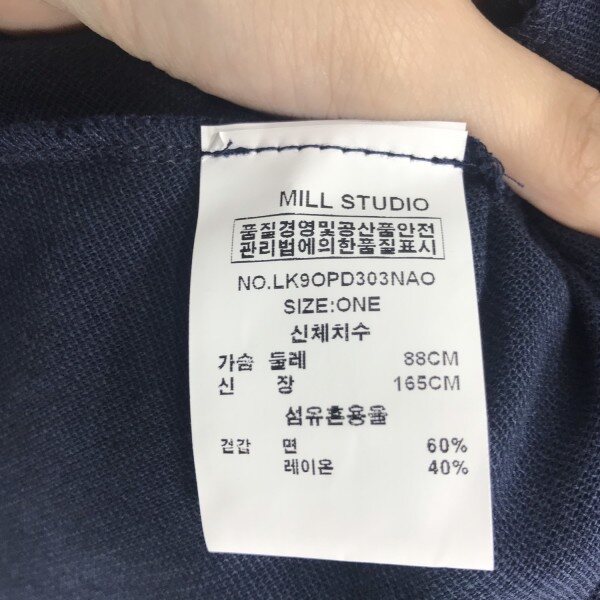 MILL STUDIO
품질경영및공산품안전
관리법에의한품질표시
NO.LK9OPD303NAO
SIZE:ONE
신체치수
가슴 둘레 88CM
신 장 165CM
섬유혼용율
겉감 면 60%
레이온 40%